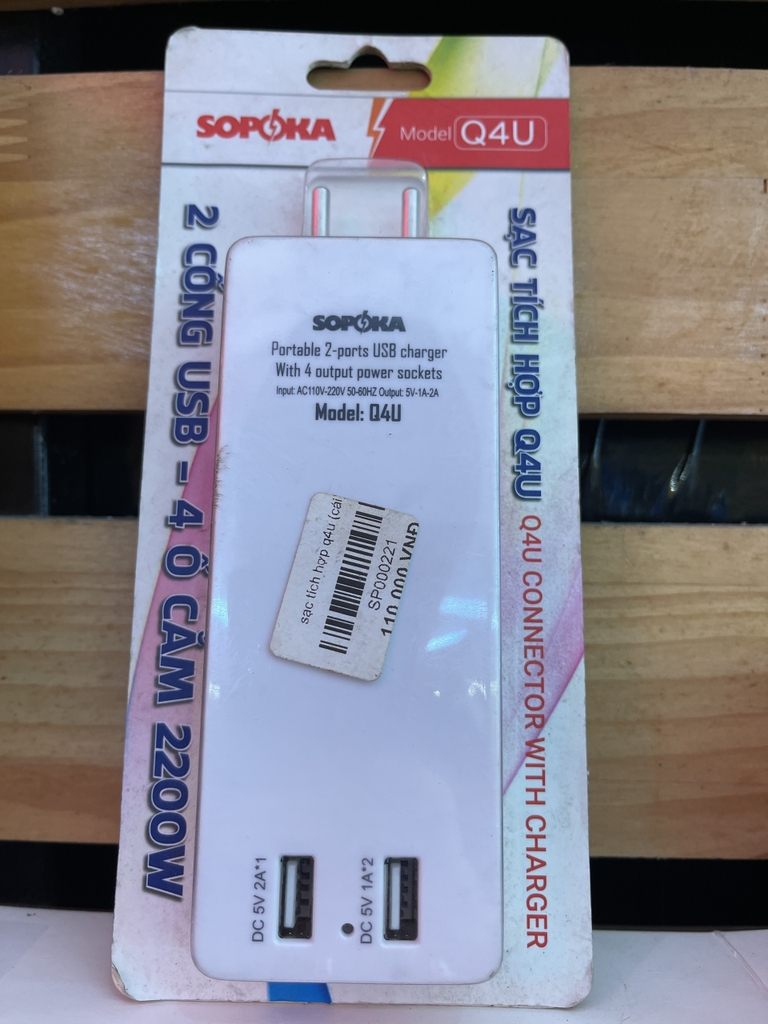 SOPOKA
Model Q4U
2 CỔNG USB - 4 Ổ CẮM 2200W
SẠC TÍCH HỢP Q4U Q4U CONNECTOR WITH CHARGER
SOPOKA
Portable 2-ports USB charger
With 4 output power sockets
Input: AC110V-220V 50-60HZ Output: 5V-1A-2A
Model: Q4U
sạc tích hợp q4u (cái
SP000221
110,000 VNĐ
DC 5V 2A*1
DC 5V 1A*2